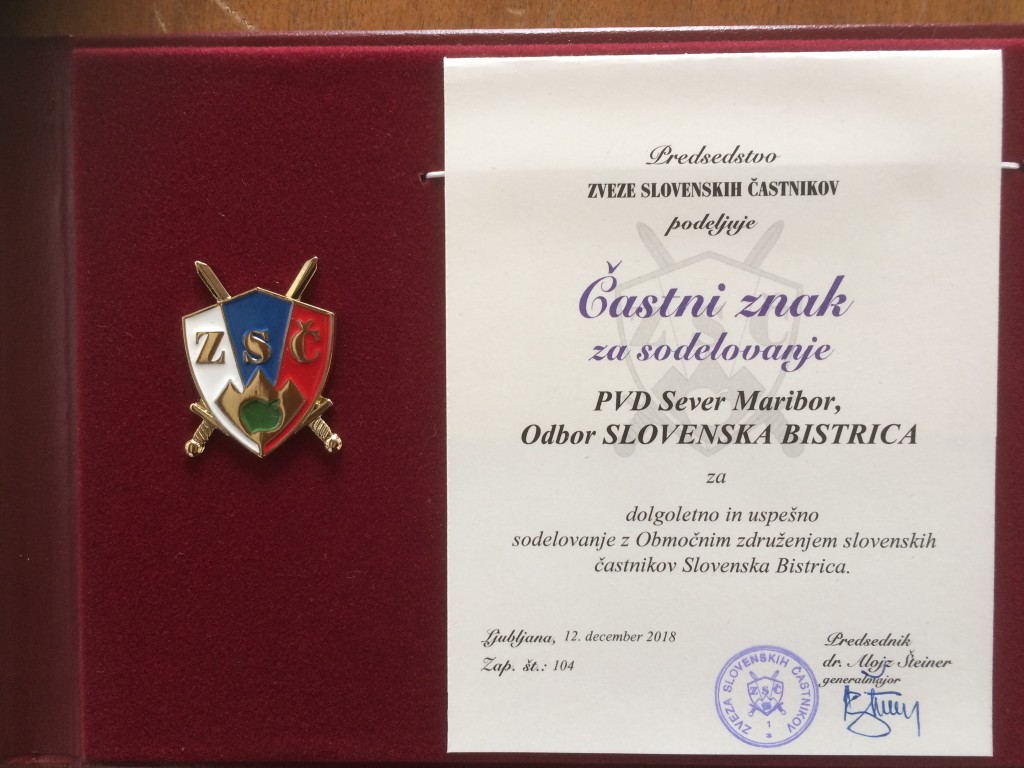 Z S Č
Predsedstvo
ZVEZE SLOVENSKIH ČASTNIKOV
podeljuje
Častni znak
za sodelovanje
PVD Sever Maribor,
Odbor SLOVENSKA BISTRICA
za
dolgoletno in uspešno
sodelovanje z Območnim združenjem slovenskih
častnikov Slovenska Bistrica.
Ljubljana, 12. december 2018
Zap. št.: 104
Predsednik
dr. Alojz Šteiner
generalmajor
ZVEZA SLOVENSKIH ČASTNIKOV
ZSČ
1